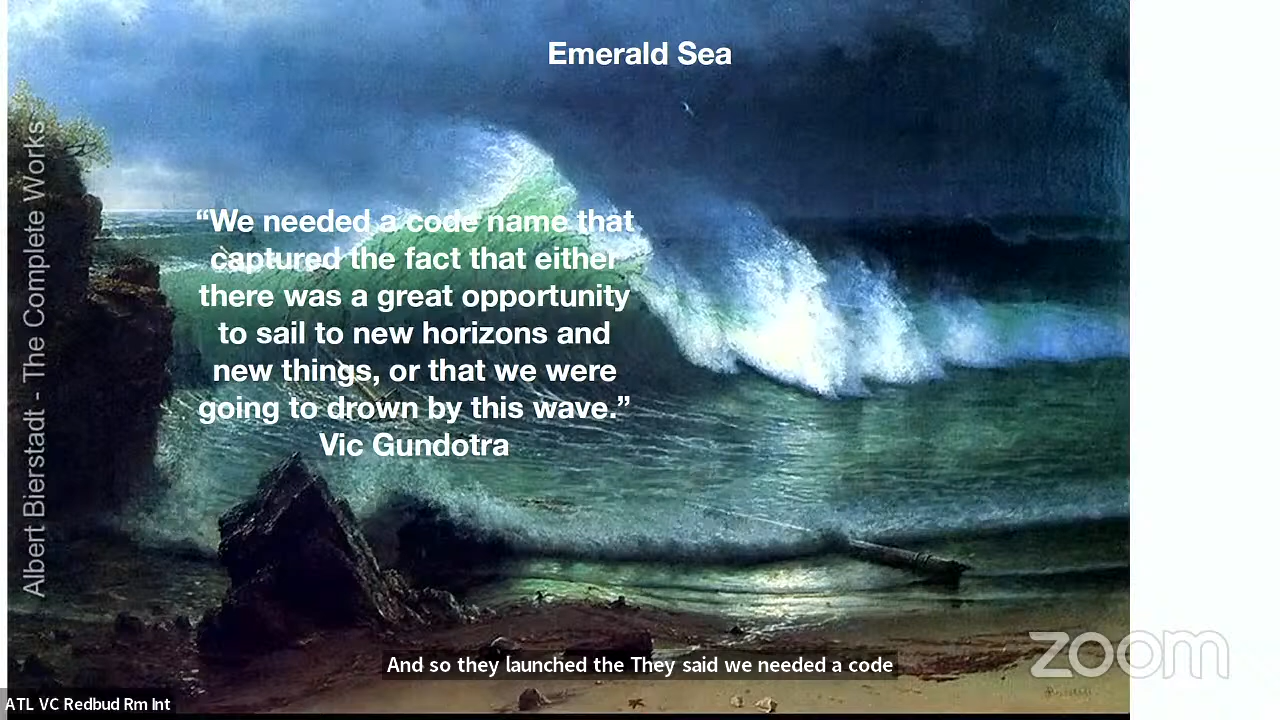 Emerald Sea
Albert Bierstadt - The Complete Works
“We needed a code name that
captured the fact that either
there was a great opportunity
to sail to new horizons and
new things, or that we were
going to drown by this wave.”
Vic Gundotra
And so they launched the They said we needed a code
zoom
ATL VC Redbud Rm Int